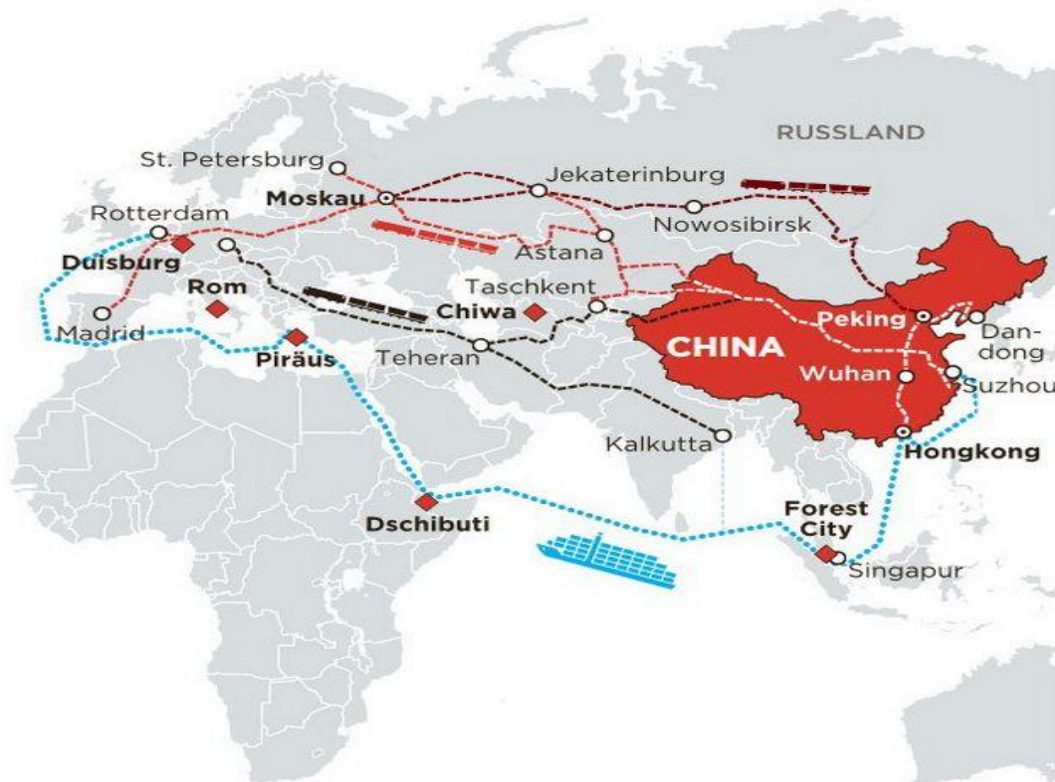 RUSSLAND
St. Petersburg
Jekaterinburg
Moskau
Rotterdam
Nowosibirsk
Astana
Duisburg
Rom
Taschkent
Chiwa
Peking
Madrid
Dan-
dong
Piräus
Teheran
CHINA
Wuhan
Suzhou
Kalkutta
Hongkong
Dschibuti
Forest
City
Singapur